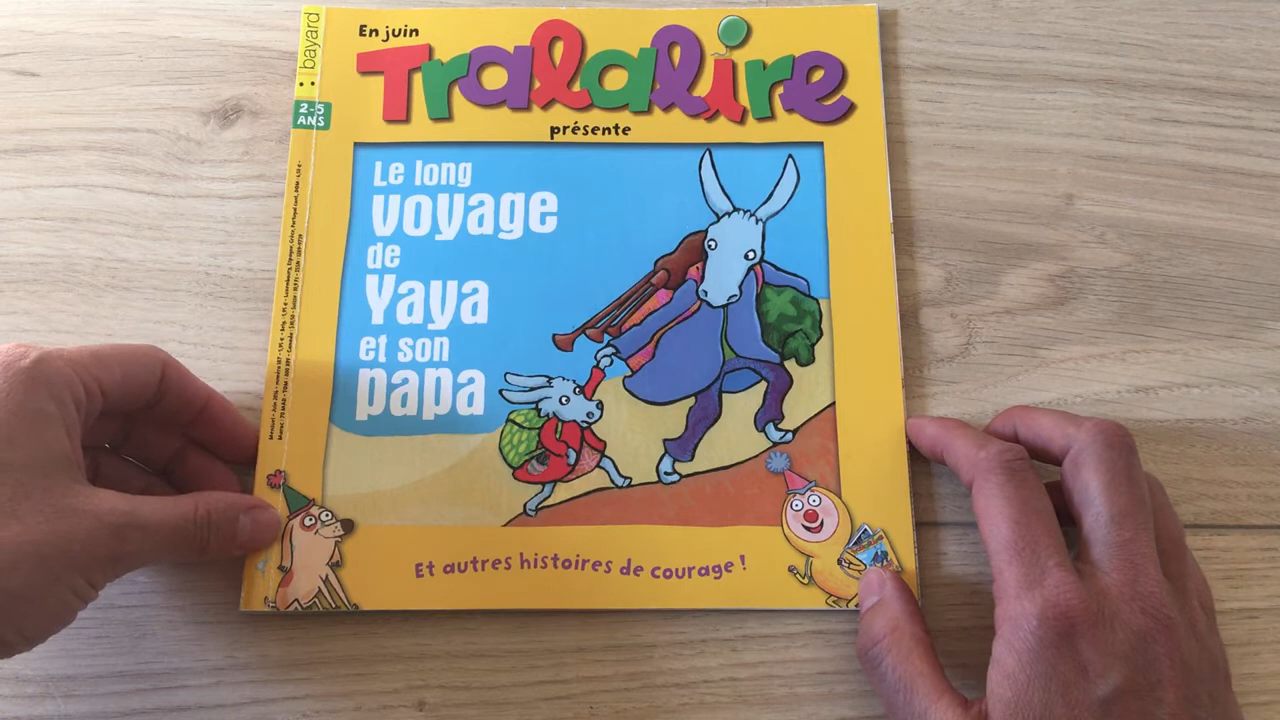 bayard
2-5
ANS
En juin
Tralalire
présente
Le long
voyage
de
Yaya
et son
papa
Et autres histoires de courage !